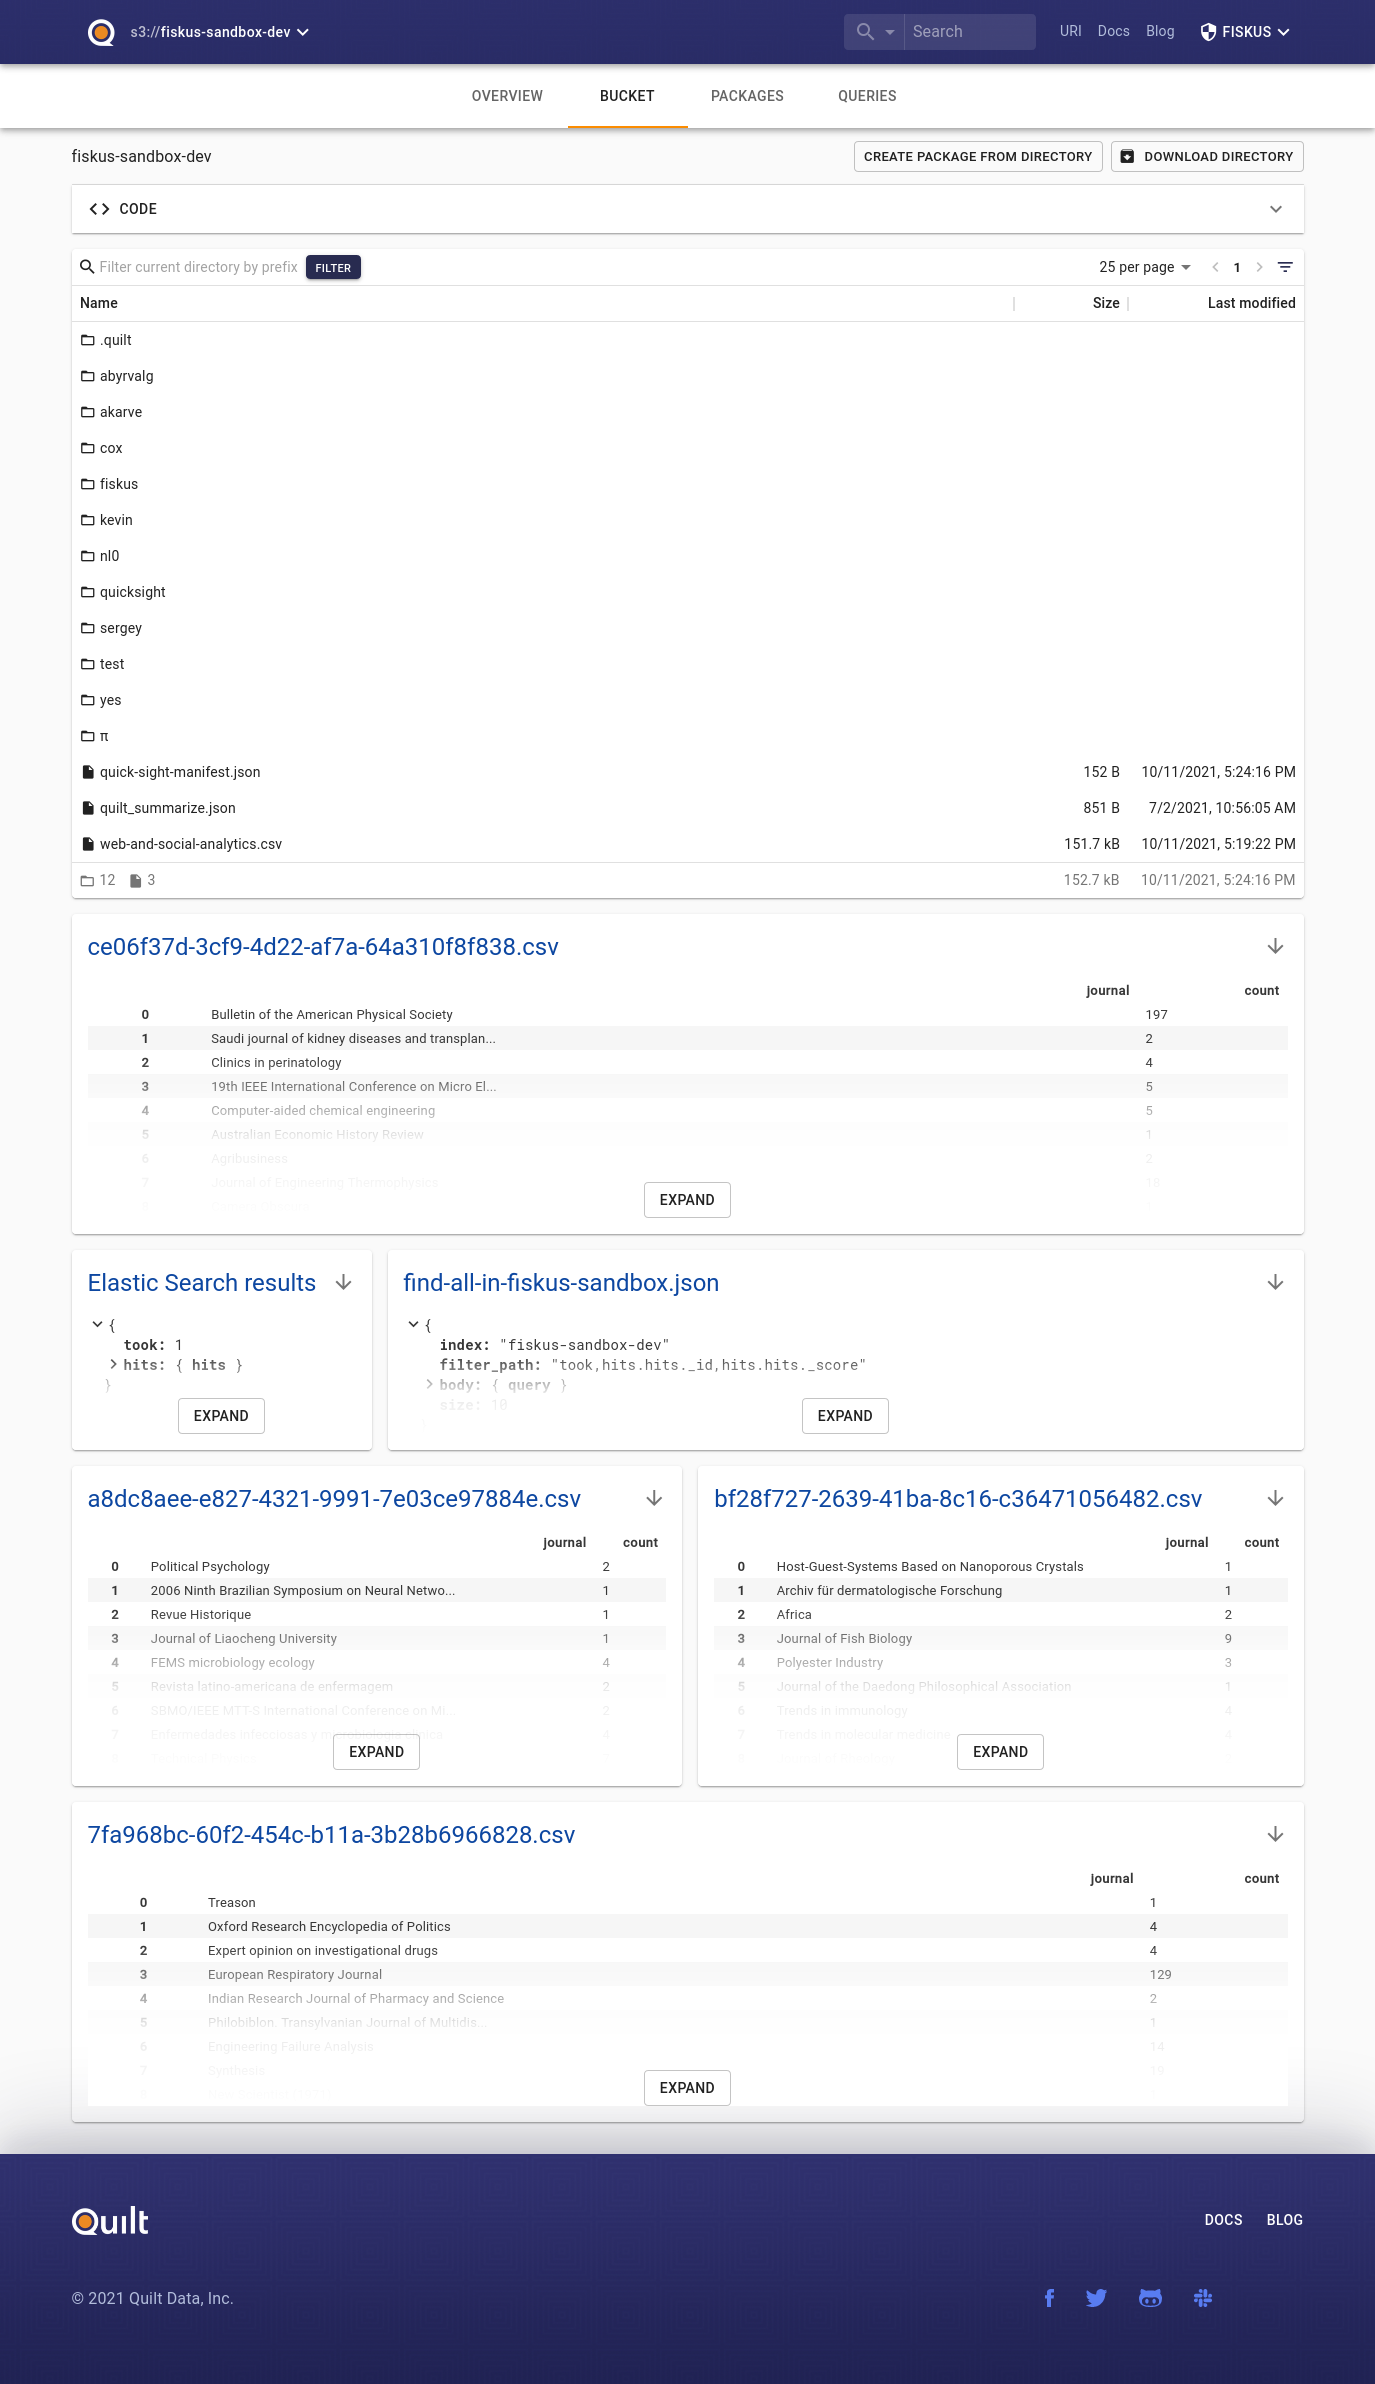 s3://fiskus-sandbox-dev Search URI Docs Blog FISKUS
OVERVIEW BUCKET PACKAGES QUERIES
fiskus-sandbox-dev CREATE PACKAGE FROM DIRECTORY DOWNLOAD DIRECTORY
CODE
Filter current directory by prefix FILTER 25 per page 1
Name Size Last modified
.quilt
abyrvalg
akarve
cox
fiskus
kevin
nl0
quicksight
sergey
test
yes
π
quick-sight-manifest.json 152 B 10/11/2021, 5:24:16 PM
quilt_summarize.json 851 B 7/2/2021, 10:56:05 AM
web-and-social-analytics.csv 151.7 kB 10/11/2021, 5:19:22 PM
12 3 152.7 kB 10/11/2021, 5:24:16 PM
ce06f37d-3cf9-4d22-af7a-64a310f8f838.csv
journal count
0 Bulletin of the American Physical Society 197
1 Saudi journal of kidney diseases and transplan... 2
2 Clinics in perinatology 4
3 19th IEEE International Conference on Micro El... 5
4 Computer-aided chemical engineering 5
5 Australian Economic History Review 1
6 Agribusiness 2
7 Journal of Engineering Thermophysics 18
EXPAND
Elastic Search results
{
took: 1
hits: { hits }
}
EXPAND
find-all-in-fiskus-sandbox.json
{
index: "fiskus-sandbox-dev"
filter_path: "took,hits.hits._id,hits.hits._score"
body: { query }
size: 10
EXPAND
a8dc8aee-e827-4321-9991-7e03ce97884e.csv
journal count
0 Political Psychology 2
1 2006 Ninth Brazilian Symposium on Neural Netwo... 1
2 Revue Historique 1
3 Journal of Liaocheng University 1
4 FEMS microbiology ecology 4
5 Revista latino-americana de enfermagem 2
6 SBMO/IEEE MTT-S International Conference on Mi... 2
7 Enfermedades infecciosas y microbiologia clinica 4
EXPAND
bf28f727-2639-41ba-8c16-c36471056482.csv
journal count
0 Host-Guest-Systems Based on Nanoporous Crystals 1
1 Archiv für dermatologische Forschung 1
2 Africa 2
3 Journal of Fish Biology 9
4 Polyester Industry 3
5 Journal of the Daedong Philosophical Association 1
6 Trends in immunology 4
7 Trends in molecular medicine 4
EXPAND
7fa968bc-60f2-454c-b11a-3b28b6966828.csv
journal count
0 Treason 1
1 Oxford Research Encyclopedia of Politics 4
2 Expert opinion on investigational drugs 4
3 European Respiratory Journal 129
4 Indian Research Journal of Pharmacy and Science 2
5 Philobiblon. Transylvanian Journal of Multidis... 1
6 Engineering Failure Analysis 14
7 Synthesis 19
EXPAND
Quilt DOCS BLOG
© 2021 Quilt Data, Inc.